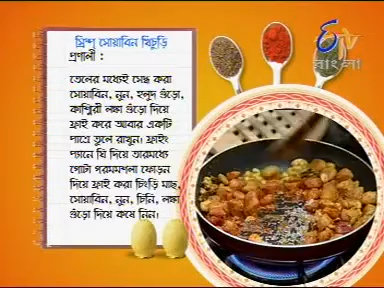 শ্রিম্প সোয়াবিন খিচুড়ি
প্রণালী :
তেলের মধ্যেই সেদ্ধ করা
সোয়াবিন, নুন, হলুদ গুঁড়ো,
কাশ্মিরী লঙ্কা গুঁড়ো দিয়ে
ফ্রাই করে আবার একটি
পাত্রে তুলে রাখুন। ফ্রাইং
প্যানে ঘি দিয়ে তারমধ্যে
গোটা গরমমশলা ফোড়ন
দিয়ে ফ্রাই করা চিংড়ি মাছ,
সোয়াবিন, নুন, চিনি, লঙ্কা
গুঁড়ো দিয়ে কষে নিন।
etv
বাংলা